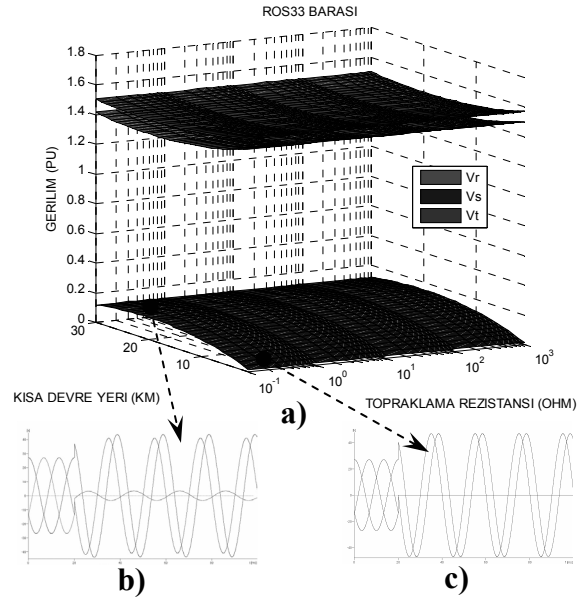 ROS33 BARASI
1.8
1.6
1.4
1.2
1
0.8
0.6
0.4
0.2
0
GERILIM (PU)
Vr
Vs
Vt
30
20
10
10-1
100
101
102
103
KISA DEVRE YERI (KM)
TOPRAKLAMA REZISTANSI (OHM)
a)
b)
c)